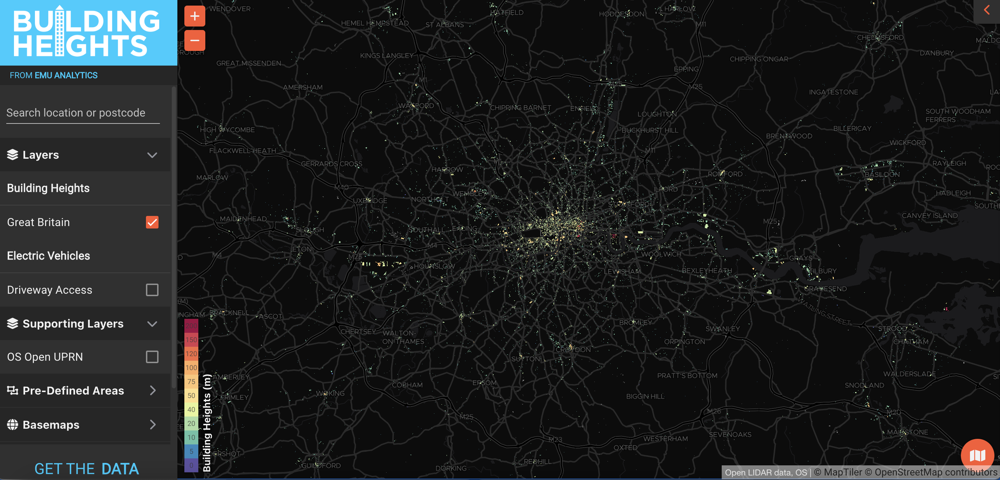 BUILDING
HEIGHTS
FROM EMU ANALYTICS
Search location or postcode
Layers
Building Heights
Great Britain
Electric Vehicles
Driveway Access
Supporting Layers
OS Open UPRN
Pre-Defined Areas
Basemaps
GET THE DATA
+
−
WENDOVER
HEMEL HEMPSTEAD
ST ALBANS
HATFIELD
HODDESDON
HARLOW
M11
CHELMSFORD
DANBURY
KINGS LANGLEY
GREAT MISSENDEN
CHIPPING ONGAR
EPPING
M1
AMERSHAM
M25
M25
INGATESTONE
WATFORD
CHIPPING BARNET
ENFIELD
LOUGHTON
SOUTH WOODHAM
FERRERS
HIGH WYCOMBE
BUCKHURST HILL
BILLERICAY
BRENTWOOD
WICKFORD
FLACKWELL HEATH
M11
GERRARDS CROSS
M1
HARROW
RAYLEIGH
MARLOW
ROMFORD
BASILDON
M40
WEMBLEY
ILFORD
HADLEIGH
UXBRIDGE
NORTHOLT
STRATFORD
CANVEY ISLAND
MAIDENHEAD
M25
SLOUGH
SOUTHALL
EALING
LONDON
M4
ETON
M4
M25
WOOLWICH
GRAYS
HOUNSLOW
LEWISHAM
BEXLEYHEATH
TILBURY
GRAVESEND
WATLING STREET
(M)
BRACKNELL
ASCOT
BROMLEY
SWANLEY
STROOD
CHERTSEY
WALTON-
ON-THAMES
ORPINGTON
CHATHAM
CROYDON
SUTTON
CAMBERLEY
PRATT'S BOTTOM
WALDERSLADE
COBHAM
EPSOM
SNODLAND
FRIMLEY
WOKING
BIGGIN HILL
M25
M26
M20
MAIDSTONE
SEVENOAKS
M23
WESTERHAM
OXTED
REDHILL
GUILDFORD
DORKING
200
150
120
100
75
50
40
20
10
5
0
Building Heights (m)
Open LIDAR data, OS | © MapTiler © OpenStreetMap contributors